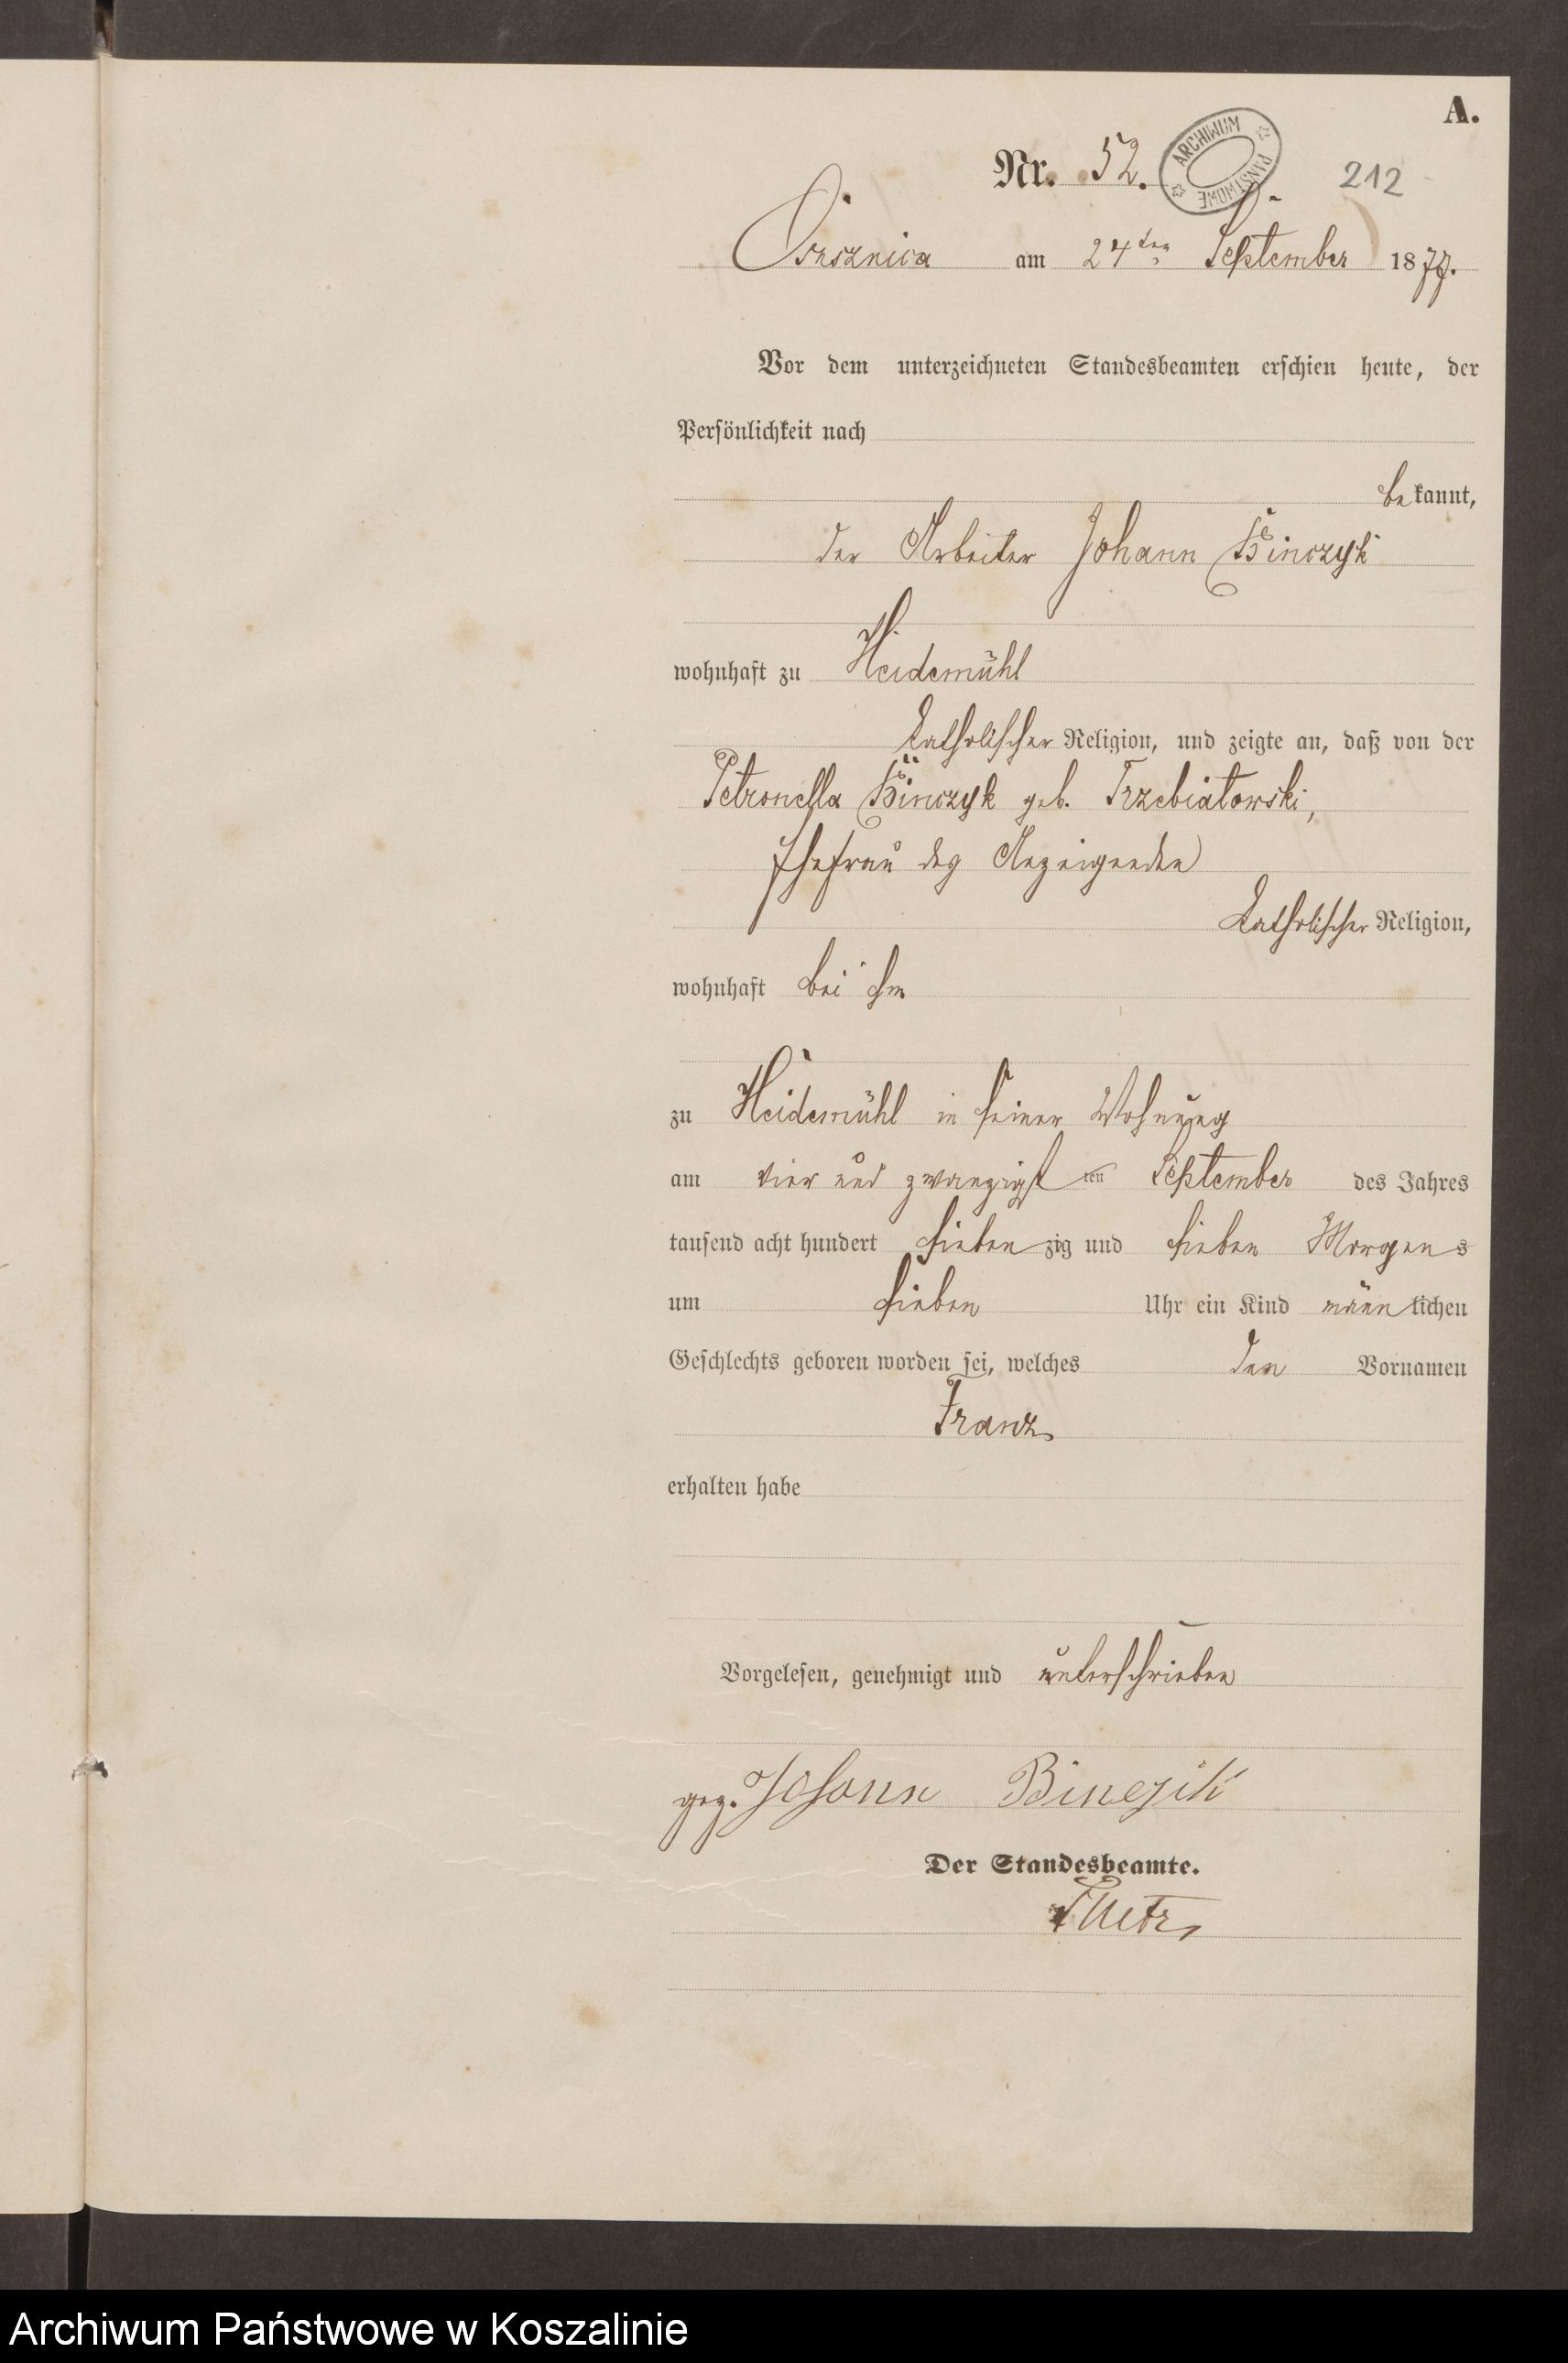 A.
Nr. 52.
ARCHIWUM PAŃSTWOWE
212
Osusznica am 24ten September 1877.
Vor dem unterzeichneten Standesbeamten erschien heute, der
Persönlichkeit nach
bekannt,
der Arbeiter Johann Binczyk
wohnhaft zu Heidemühl
katholischer Religion, und zeigte an, daß von der
Petronella Binczyk geb. Trzebiatowski,
Ehefrau des Anzeigenden
katholischer Religion,
wohnhaft bei ihm
zu Heidemühl in seiner Wohnung
am vier und zwanzigsten September des Jahres
tausend acht hundert siebenzig und sieben Morgens
um sieben Uhr ein Kind männlichen
Geschlechts geboren worden sei, welches den Vornamen
Franz
erhalten habe
Vorgelesen, genehmigt und unterschrieben
gez. Johann Binczik
Der Standesbeamte.
Archiwum Państwowe w Koszalinie